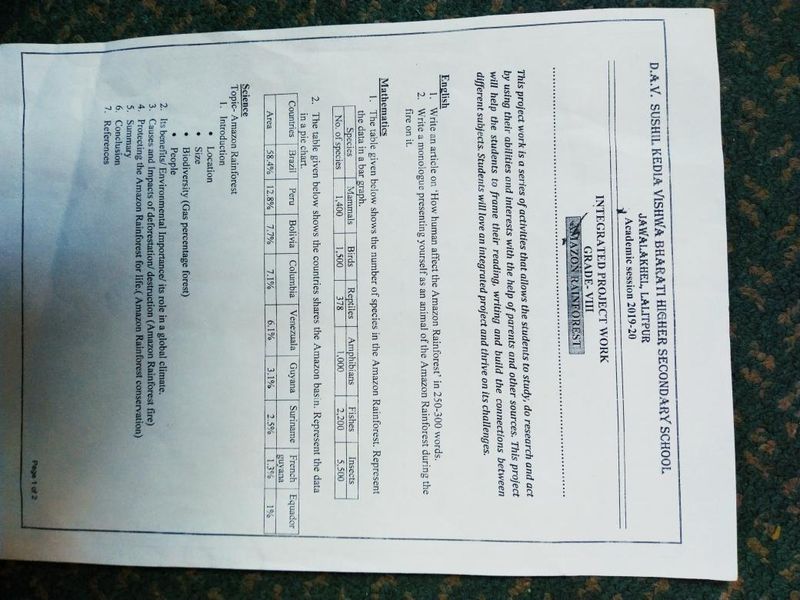 D.A.V. SUSHIL KEDIA VISHWA BHARATI HIGHER SECONDARY SCHOOL
JAWALAKHEL, LALITPUR
Academic session 2019-20
INTEGRATED PROJECT WORK
GRADE- VIII
AMAZON RAINFOREST
This project work is a series of activities that allows the students to study, do research and act
by using their abilities and interests with the help of parents and other sources. This project
will help the students to frame their reading, writing and build the connections between
different subjects. Students will love an integrated project and thrive on its challenges.
English
1. Write an article on 'How human affect the Amazon Rainforest' in 250-300 words.
2. Write a monologue presenting yourself as an animal of the Amazon Rainforest during the
fire on it.
Mathematics
1. The table given below shows the number of species in the Amazon Rainforest. Represent
the data in a bar graph.
Species Mammals Birds Reptiles Amphibians Fishes Insects
No. of species 1,400 1,500 378 1,000 2,200 5,500
2. The table given below shows the countries shares the Amazon basin. Represent the data
in a pie chart.
Countries Brazil Peru Bolivia Columbia Venezuala Guyana Suriname French guyana Equador
Area 58.4% 12.8% 7.7% 7.1% 6.1% 3.1% 2.5% 1.3% 1%
Science
Topic- Amazon Rainforest
1. Introduction
• Location
• Size
• Biodiversity (Gas percentage forest)
• People
2. Its benefits/ Environmental Importance/ its role in a global climate.
3. Causes and Impacts of deforestation/ destruction (Amazon Rainforest fire)
4. Protecting the Amazon Rainforest for life.( Amazon Rainforest conservation)
5. Summary
6. Conclusion
7. References
Page 1 of 2